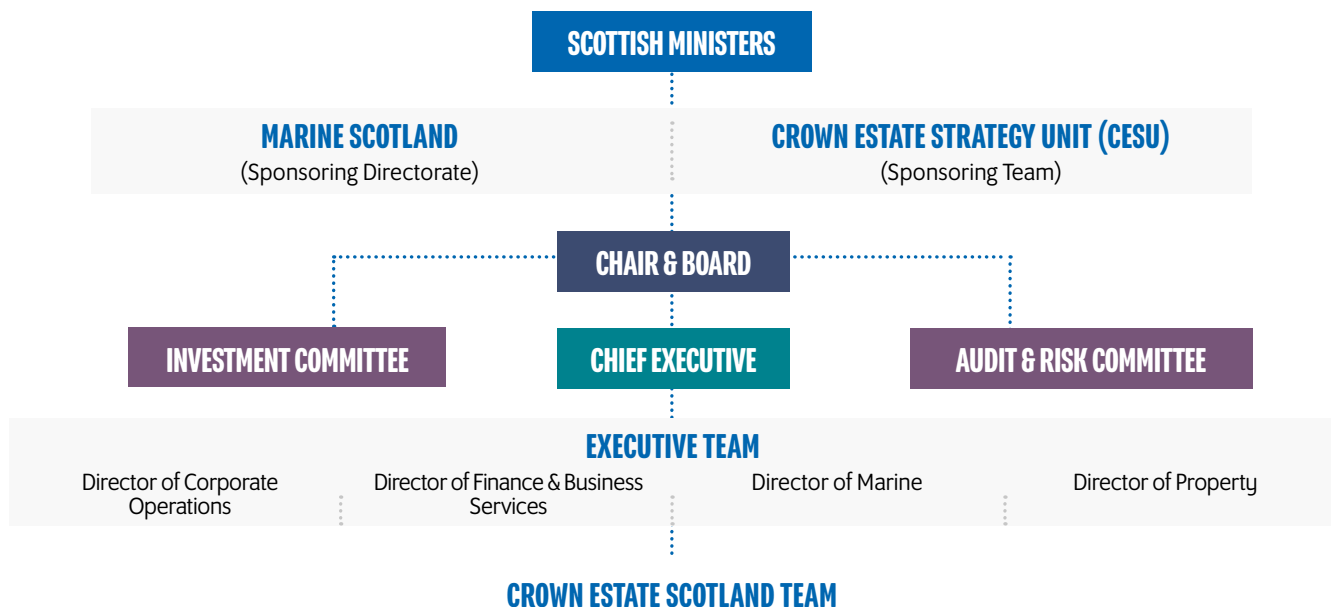 SCOTTISH MINISTERS
MARINE SCOTLAND
(Sponsoring Directorate)
CROWN ESTATE STRATEGY UNIT (CESU)
(Sponsoring Team)
CHAIR & BOARD
INVESTMENT COMMITTEE
CHIEF EXECUTIVE
AUDIT & RISK COMMITTEE
EXECUTIVE TEAM
Director of Corporate
Operations
Director of Finance & Business
Services
Director of Marine
Director of Property
CROWN ESTATE SCOTLAND TEAM